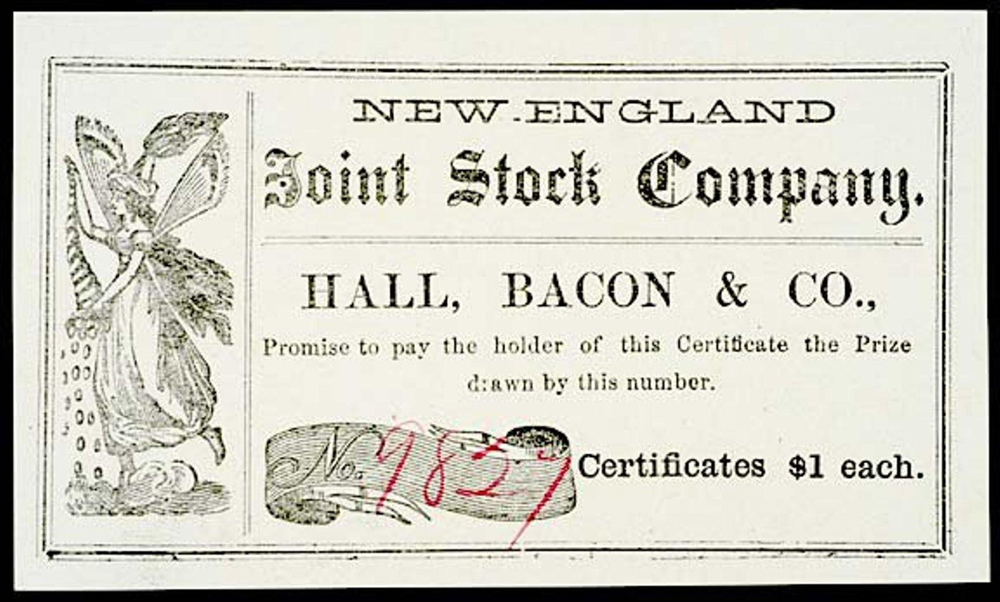 NEW-ENGLAND
Joint Stock Company.
HALL, BACON & CO.,
Promise to pay the holder of this Certificate the Prize
drawn by this number.
No. 9827 Certificates $1 each.